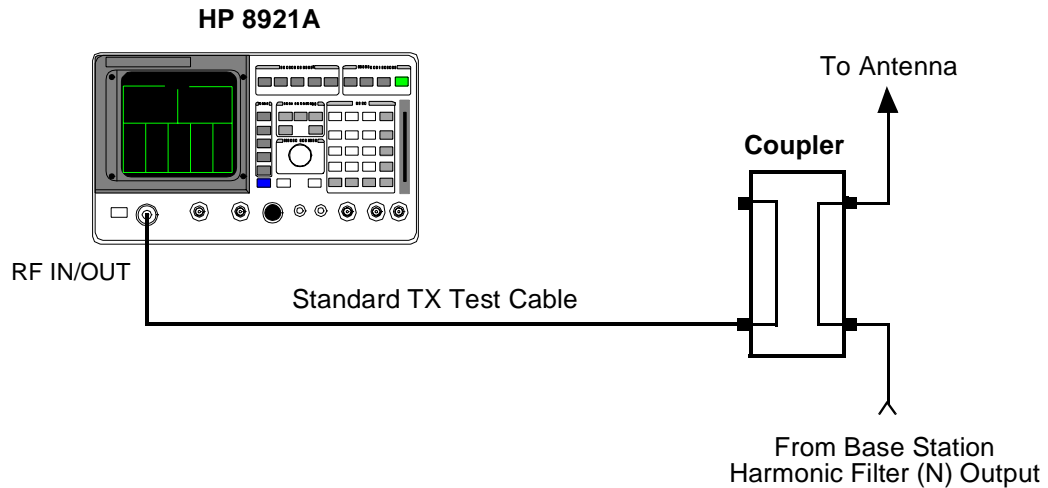 HP 8921A
To Antenna
Coupler
RF IN/OUT
Standard TX Test Cable
From Base Station
Harmonic Filter (N) Output